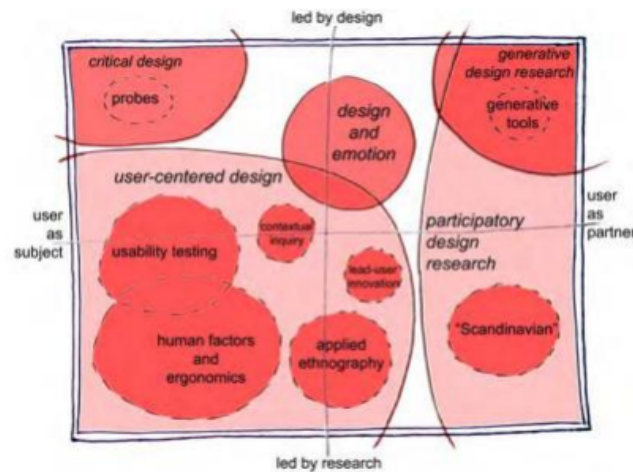 led by design
critical design
probes
generative
design research
generative
tools
design
and
emotion
user-centered design
user
as
subject
usability testing
contextual
inquiry
lead-user
innovation
participatory
design
research
user
as
partner
human factors
and
ergonomics
applied
ethnography
"Scandinavian"
led by research